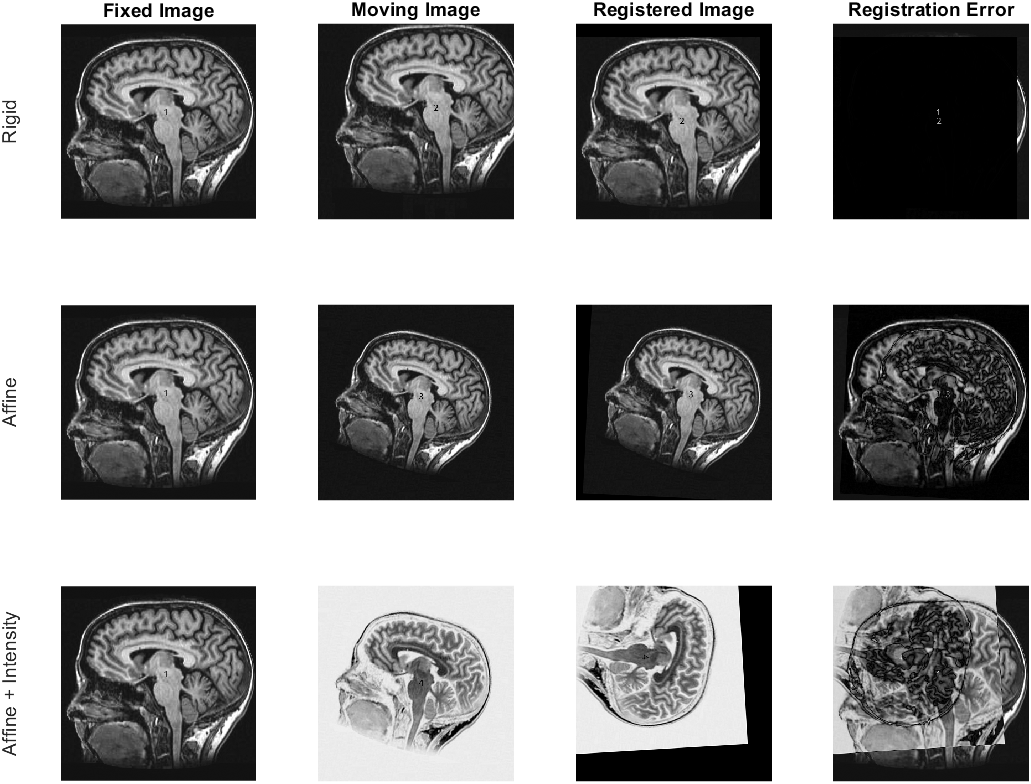 Fixed Image Moving Image Registered Image Registration Error
Rigid
1 2 2 1
2
Affine
1 3 3
Affine + Intensity
1 4